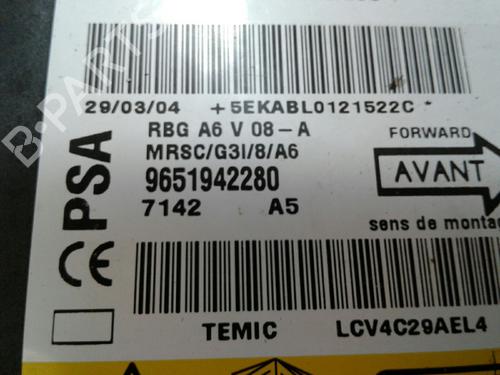 29/03/04 +5EKABL0121522C *
RBG A6 V 08-A
MRSC/G3I/8/A6
9651942280
7142 A5
FORWARD
AVANT
sens de monta
CE PSA
TEMIC LCV4C29AEL4
B-PARTS